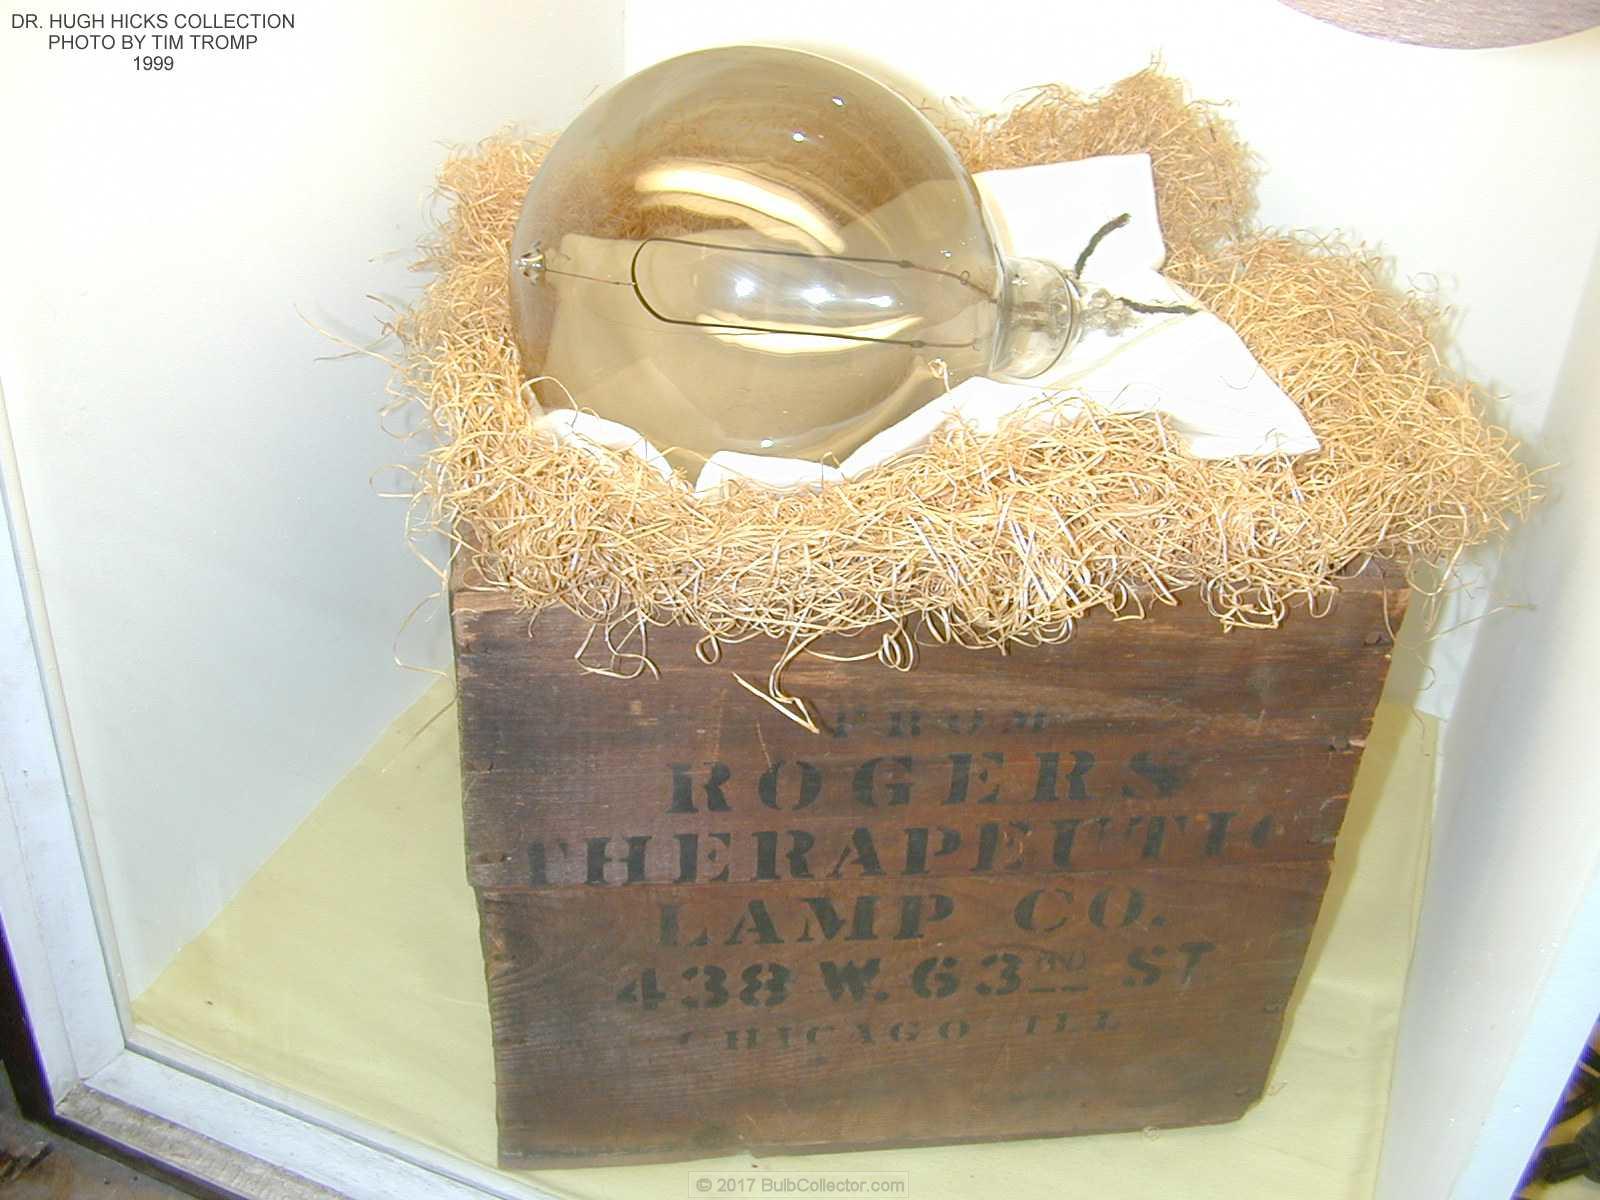 DR. HUGH HICKS COLLECTION
PHOTO BY TIM TROMP
1999
FROM
ROGERS
THERAPEUTIC
LAMP CO.
438 W. 63RD ST
CHICAGO ILL
© 2017 BulbCollector.com